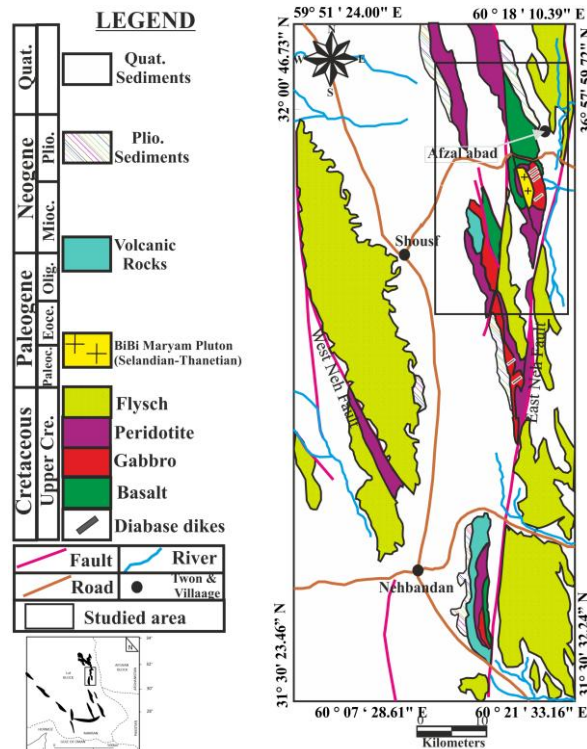 LEGEND
Quat.
Quat.
Sediments
Neogene
Plio.
Plio.
Sediments
Mioc.
Paleogene
Olig.
Volcanic
Rocks
Eoce.
Paleoc.
BiBi Maryam Pluton
(Selandian-Thanetian)
Cretaceous
Upper Cre.
Flysch
Peridotite
Gabbro
Basalt
Diabase dikes
Fault
River
Road
Twon &
Villaage
Studied area
N
59° 51 ' 24.00" E
60 ° 18 ' 10.39" E
32° 00 '46.73" N
36° 57' 59.72" N
N
W
E
S
Afzal abad
Shousf
West Neh Fault
East Neh Fault
Nehbandan
31° 30 ' 23.46" N
31° 30 ' 32.24" N
60 ° 07 ' 28.61" E
60 ° 21 ' 33.16" E
Kilometers